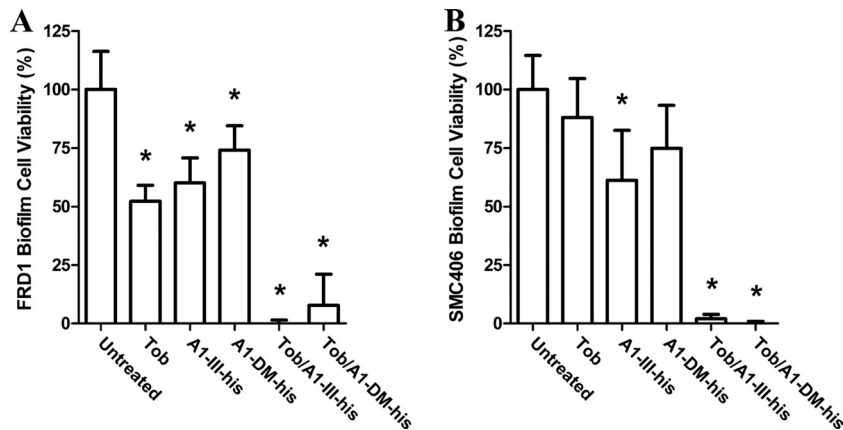 A
FRD1 Biofilm Cell Viability (%)
125
100
75
50
25
0
*
*
*
*
*
Untreated
Tob
A1-III-his
A1-DM-his
Tob/A1-III-his
Tob/A1-DM-his
B
SMC406 Biofilm Cell Viability (%)
125
100
75
50
25
0
*
*
*
Untreated
Tob
A1-III-his
A1-DM-his
Tob/A1-III-his
Tob/A1-DM-his